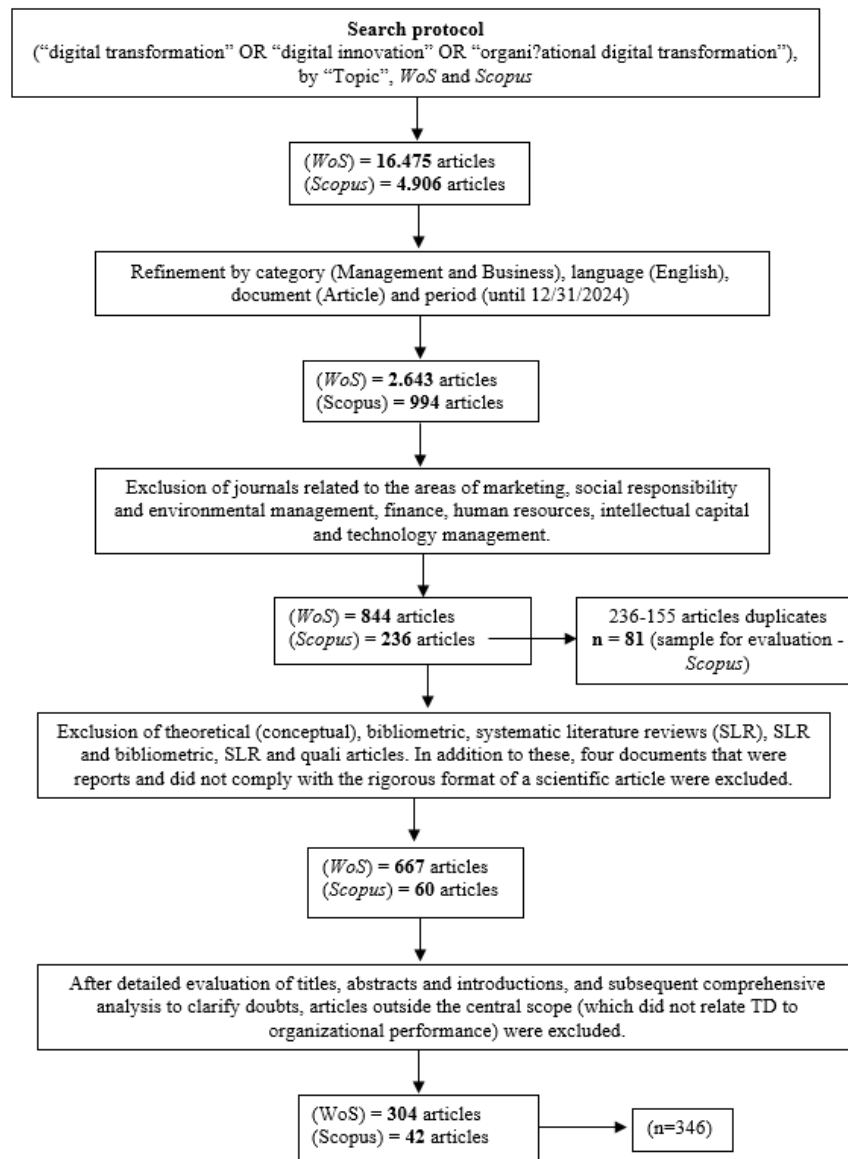 Search protocol
(“digital transformation” OR “digital innovation” OR “organi?ational digital transformation”),
by “Topic”, WoS and Scopus
(WoS) = 16.475 articles
(Scopus) = 4.906 articles
Refinement by category (Management and Business), language (English),
document (Article) and period (until 12/31/2024)
(WoS) = 2.643 articles
(Scopus) = 994 articles
Exclusion of journals related to the areas of marketing, social responsibility
and environmental management, finance, human resources, intellectual capital
and technology management.
(WoS) = 844 articles
(Scopus) = 236 articles
236-155 articles duplicates
n = 81 (sample for evaluation -
Scopus)
Exclusion of theoretical (conceptual), bibliometric, systematic literature reviews (SLR), SLR
and bibliometric, SLR and quali articles. In addition to these, four documents that were
reports and did not comply with the rigorous format of a scientific article were excluded.
(WoS) = 667 articles
(Scopus) = 60 articles
After detailed evaluation of titles, abstracts and introductions, and subsequent comprehensive
analysis to clarify doubts, articles outside the central scope (which did not relate TD to
organizational performance) were excluded.
(WoS) = 304 articles
(Scopus) = 42 articles
(n=346)